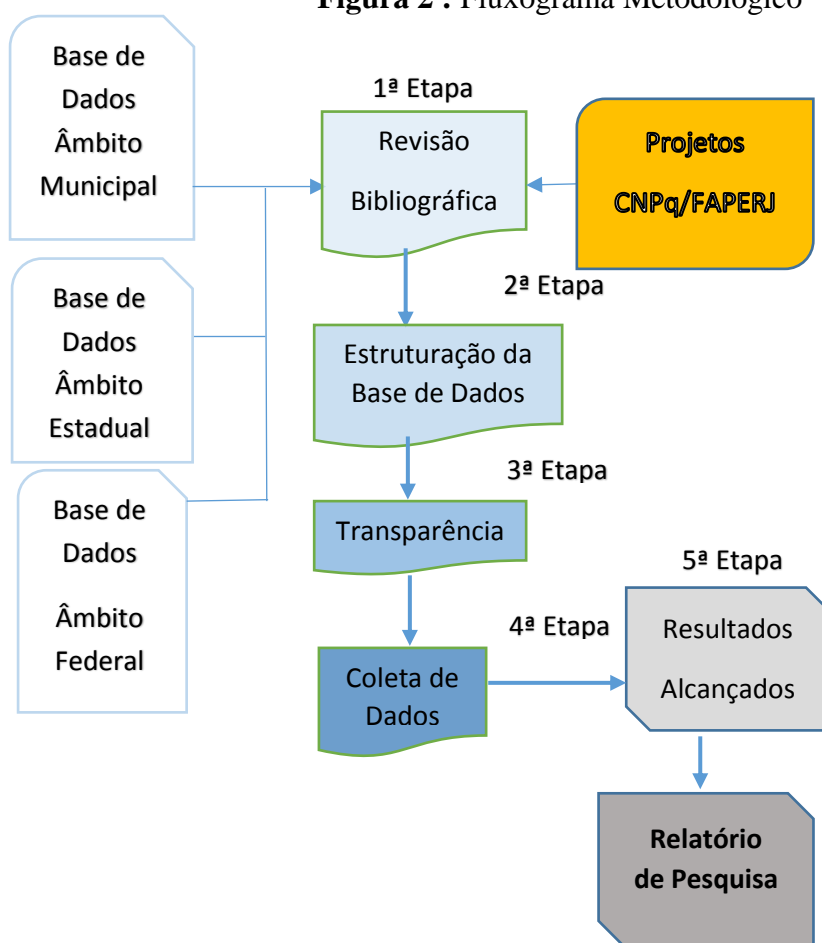 Figura 2 : Fluxograma Metodológico
Base de
Dados
Âmbito
Municipal
1ª Etapa
Revisão
Bibliográfica
Projetos
CNPq/FAPERJ
2ª Etapa
Base de
Dados
Âmbito
Estadual
Estruturação da
Base de Dados
3ª Etapa
Base de
Dados
Âmbito
Federal
Transparência
4ª Etapa
Coleta de
Dados
5ª Etapa
Resultados
Alcançados
Relatório
de Pesquisa